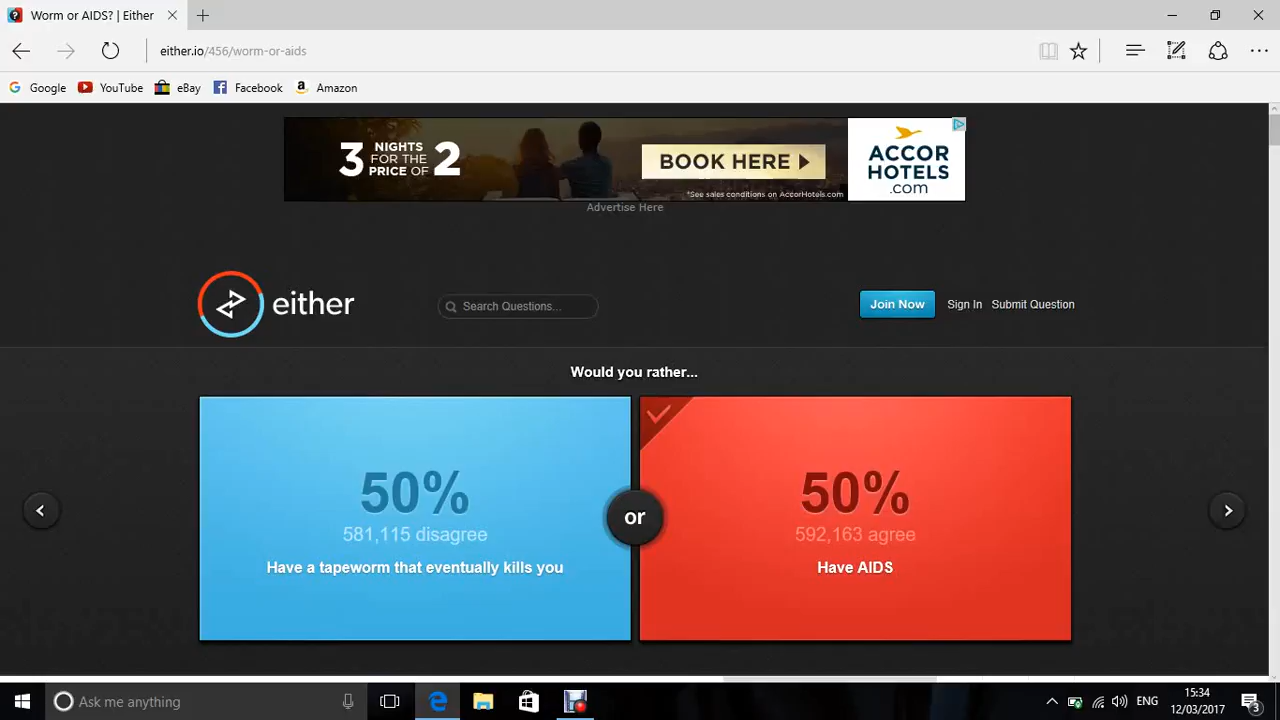 Worm or AIDS? | Either
either.io/456/worm-or-aids
Google
YouTube
eBay
Facebook
Amazon
3 NIGHTS FOR THE PRICE OF 2
BOOK HERE
*See sales conditions on AccorHotels.com
ACCOR
HOTELS
.com
Advertise Here
either
Search Questions...
Join Now
Sign In
Submit Question
Would you rather...
50%
581,115 disagree
Have a tapeworm that eventually kills you
or
50%
592,163 agree
Have AIDS
Ask me anything
ENG
15:34
12/03/2017
3